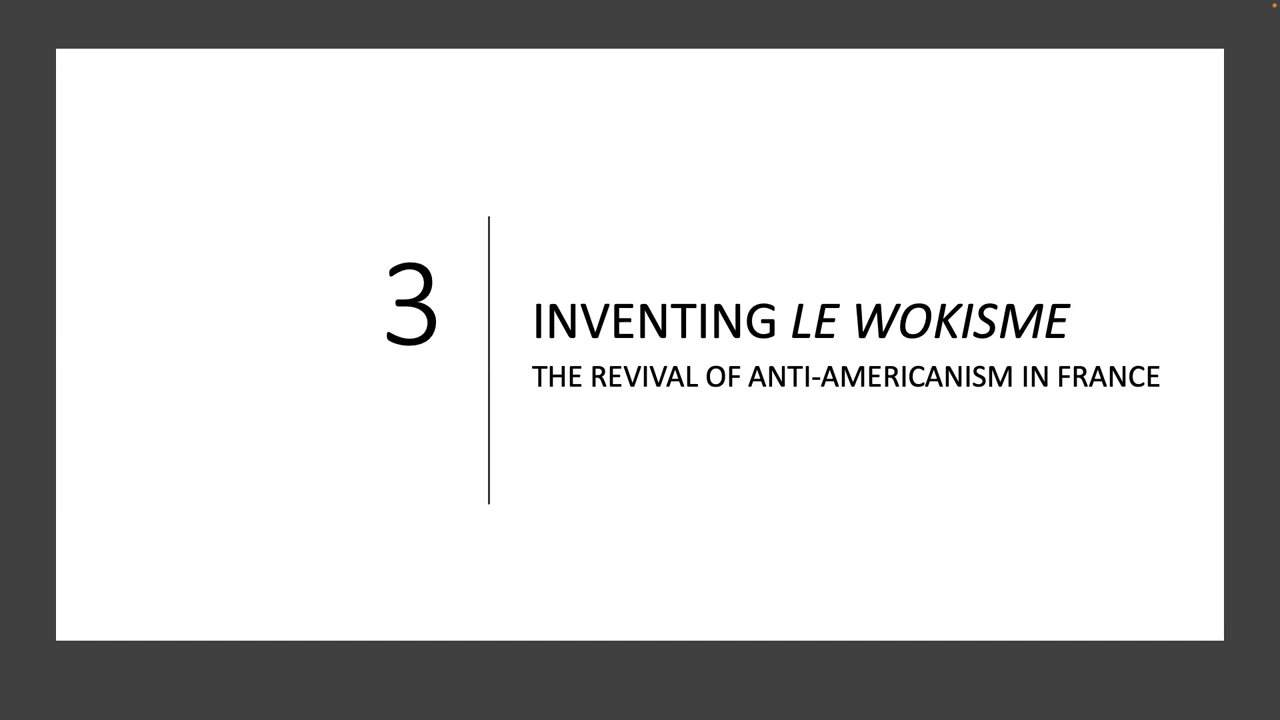 3
INVENTING LE WOKISME
THE REVIVAL OF ANTI-AMERICANISM IN FRANCE